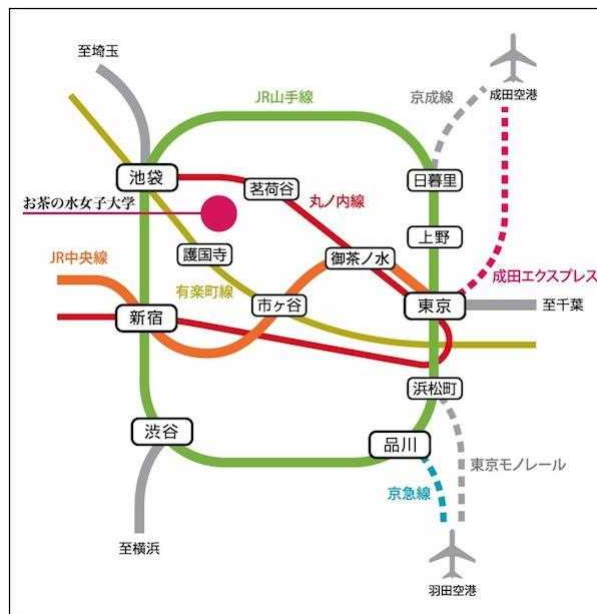 至埼玉
JR山手線
京成線
成田空港
池袋
茗荷谷
丸ノ内線
日暮里
お茶の水女子大学
上野
護国寺
御茶ノ水
JR中央線
成田エクスプレス
有楽町線
市ヶ谷
東京
至千葉
新宿
浜松町
渋谷
品川
東京モノレール
京急線
至横浜
羽田空港